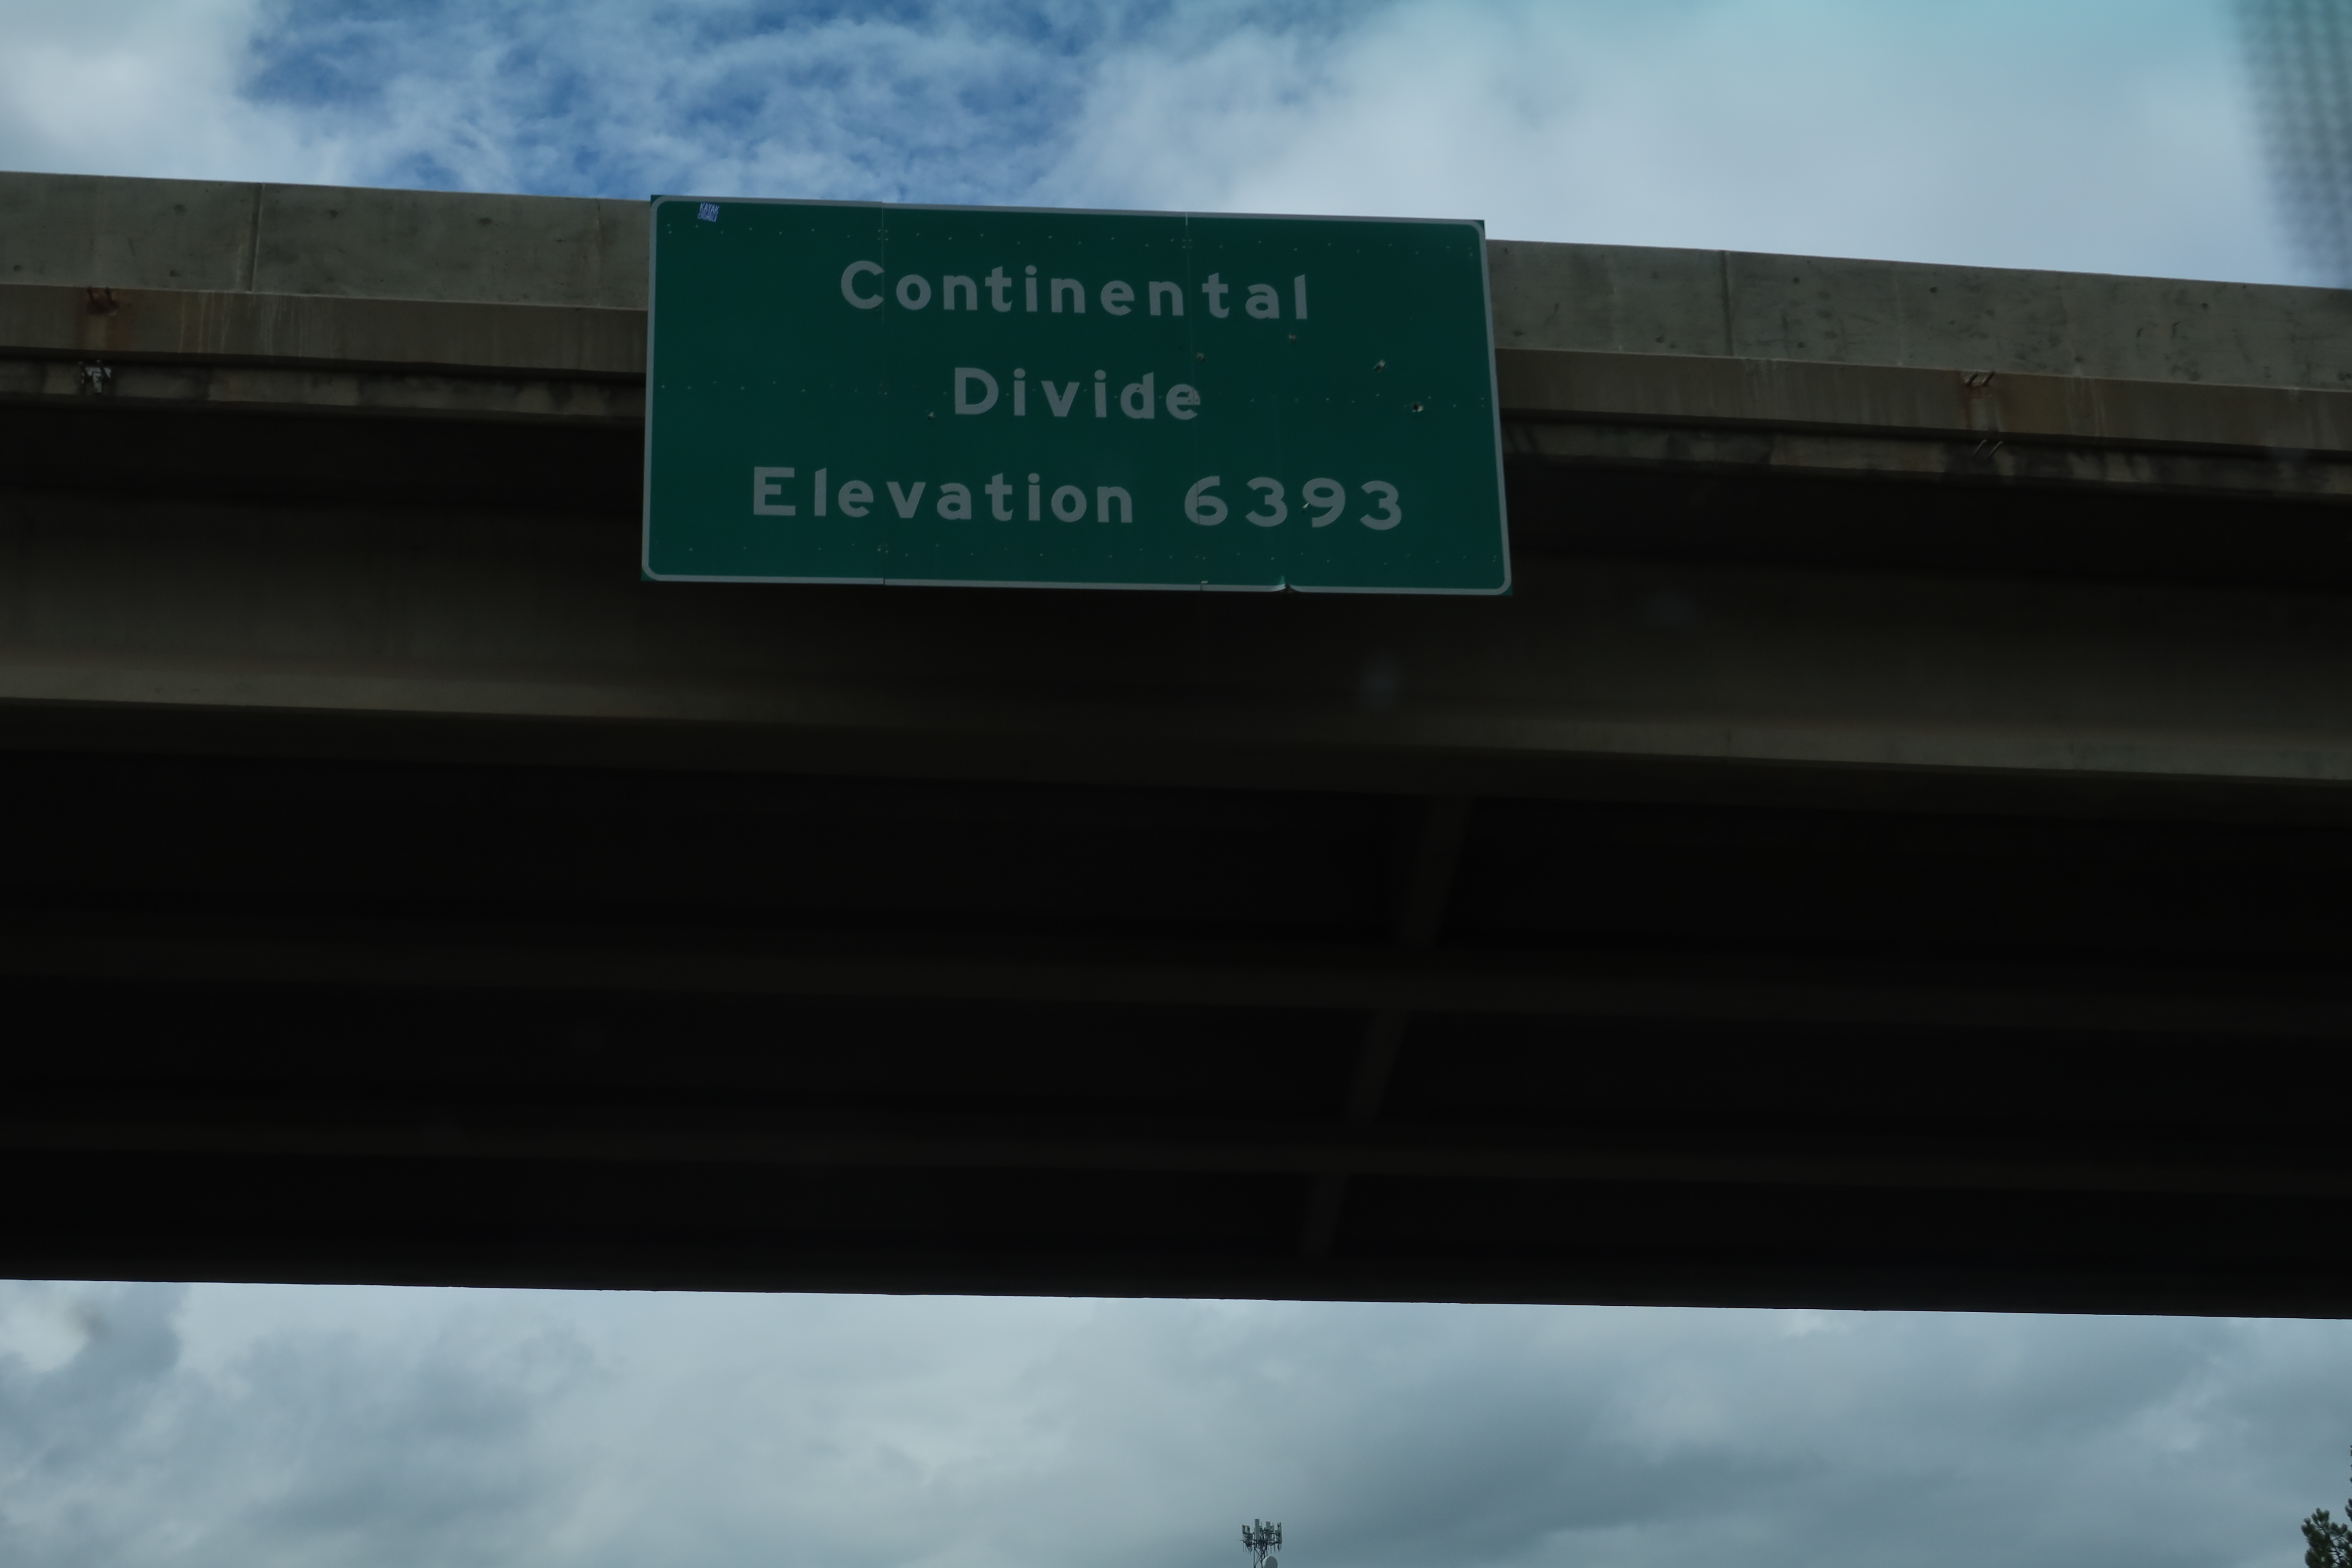 Continental
Divide
Elevation 6393